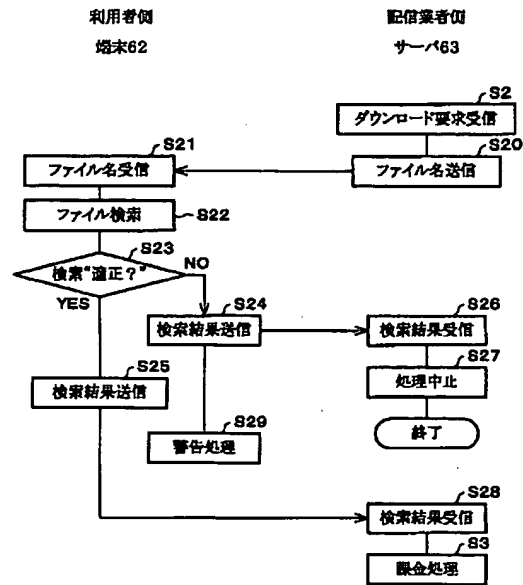 利用者側
端末62
配信業者側
サーバ63
S2
ダウンロード要求受信
S20
ファイル名送信
S21
ファイル名受信
S22
ファイル検索
S23
検索"適正?"
NO
YES
S24
検索結果送信
S26
検索結果受信
S27
処理中止
終了
S25
検索結果送信
S29
警告処理
S28
検索結果受信
S3
課金処理